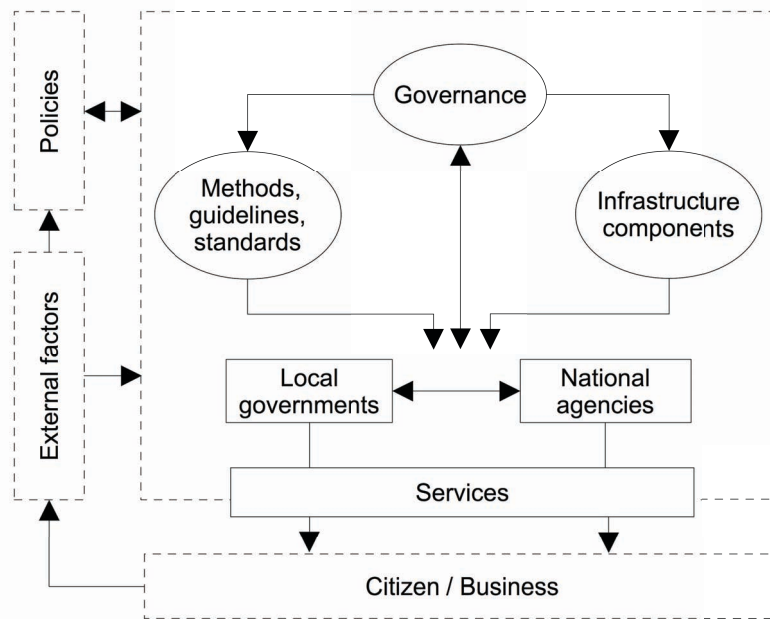 Policies
External factors
Governance
Methods,
guidelines,
standards
Infrastructure
components
Local
governments
National
agencies
Services
Citizen / Business